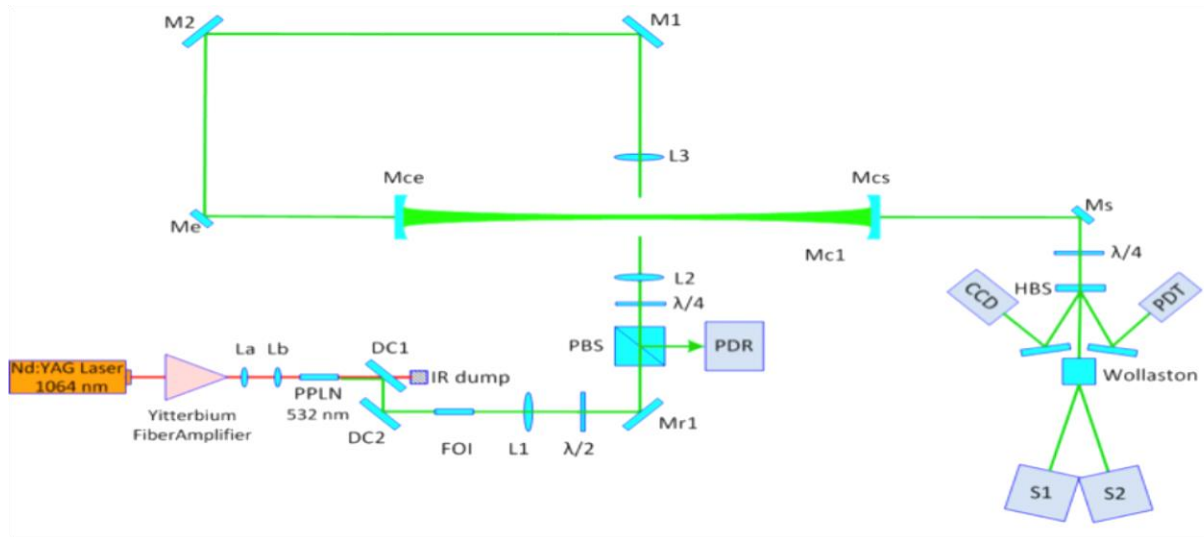 M2
M1
L3
Mce
Mcs
Me
Ms
Mc1
λ/4
L2
CCD
HBS
PDT
λ/4
PBS
PDR
La
Lb
DC1
Nd:YAG Laser
1064 nm
IR dump
Wollaston
PPLN
532 nm
Yitterbium
FiberAmplifier
DC2
FOI
L1
λ/2
Mr1
S1
S2